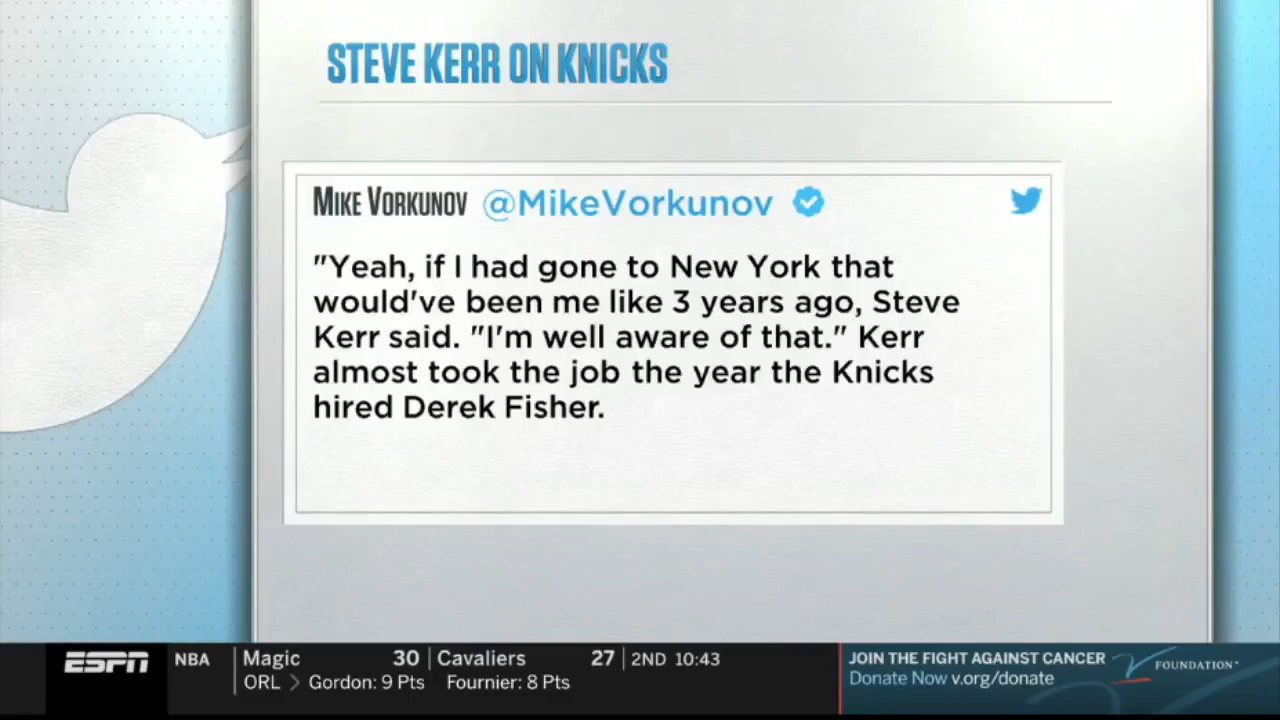 STEVE KERR ON KNICKS
MIKE VORKUNOV @MikeVorkunov
"Yeah, if I had gone to New York that
would've been me like 3 years ago, Steve
Kerr said. "I'm well aware of that." Kerr
almost took the job the year the Knicks
hired Derek Fisher.
ESPN NBA Magic 30 Cavaliers 27 2ND 10:43
ORL > Gordon: 9 Pts Fournier: 8 Pts
JOIN THE FIGHT AGAINST CANCER
Donate Now v.org/donate
V FOUNDATION